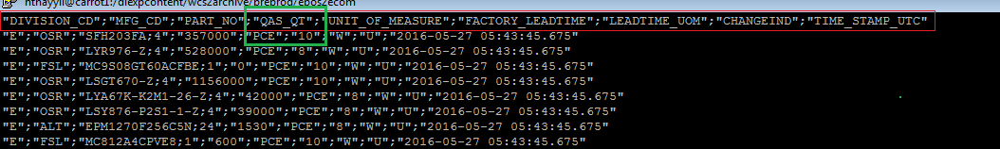 nthayyil@carrot1:/diexpcontent/wcs2archive/preprod/ebos2ecom
"DIVISION_CD";"MFG_CD";"PART_NO";"QAS_QT";"UNIT_OF_MEASURE";"FACTORY_LEADTIME";"LEADTIME_UOM";"CHANGEIND";"TIME_STAMP_UTC"
"E";"OSR";"SFH203FA;4";"357000";"PCE";"10";"W";"U";"2016-05-27 05:43:45.675"
"E";"OSR";"LYR976-Z;4";"528000";"PCE";"8";"W";"U";"2016-05-27 05:43:45.675"
"E";"FSL";"MC9S08GT60ACFBE;1";"0";"PCE";"10";"W";"U";"2016-05-27 05:43:45.675"
"E";"OSR";"LSGT670-Z;4";"1156000";"PCE";"8";"W";"U";"2016-05-27 05:43:45.675"
"E";"OSR";"LYA67K-K2M1-26-Z;4";"42000";"PCE";"8";"W";"U";"2016-05-27 05:43:45.675"
"E";"OSR";"LSY876-P2S1-1-Z;4";"39000";"PCE";"8";"W";"U";"2016-05-27 05:43:45.675"
"E";"ALT";"EPM1270F256C5N;24";"1530";"PCE";"8";"W";"U";"2016-05-27 05:43:45.675"
"E";"FSL";"MC812A4CPVE8;1";"600";"PCE";"10";"W";"U";"2016-05-27 05:43:45.675"